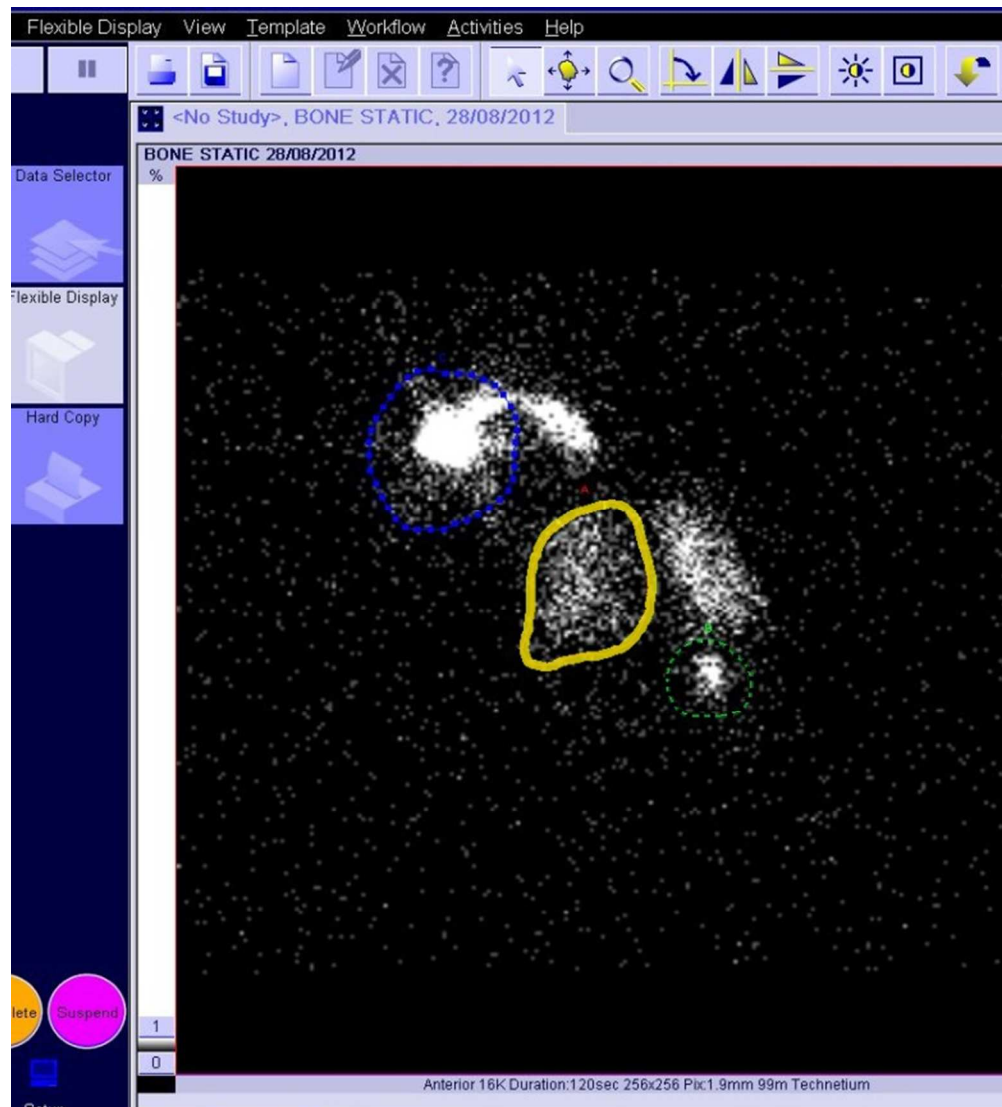 Flexible Display View Template Workflow Activities Help
<No Study>, BONE STATIC, 28/08/2012
BONE STATIC 28/08/2012
%
Data Selector
Flexible Display
Hard Copy
A
lete
Suspend
1
0
Anterior 16K Duration:120sec 256x256 Pix:1.9mm 99m Technetium